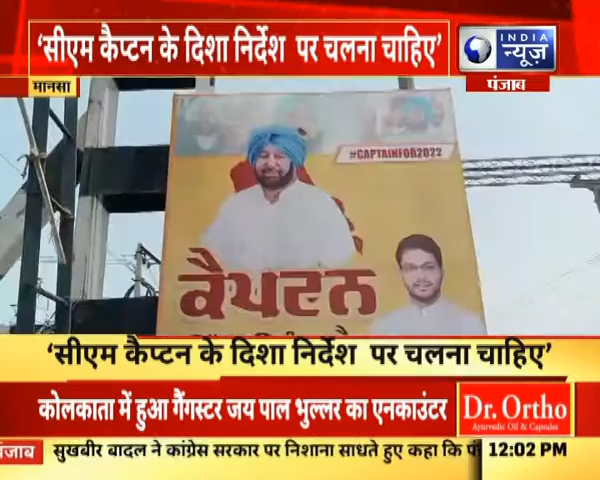 ‘सीएम कैप्टन के दिशा निर्देश पर चलना चाहिए’
INDIA
न्यूज़
पंजाब
मानसा
#CAPTAINFOR2022
ਕੈਪਟਨ
‘सीएम कैप्टन के दिशा निर्देश पर चलना चाहिए’
कोलकाता में हुआ गैंगस्टर जय पाल भुल्लर का एनकाउंटर
Dr. Ortho
Ayurvedic Oil & Capsules
पंजाब सुखबीर बादल ने कांग्रेस सरकार पर निशाना साधते हुए कहा कि
12:02 PM